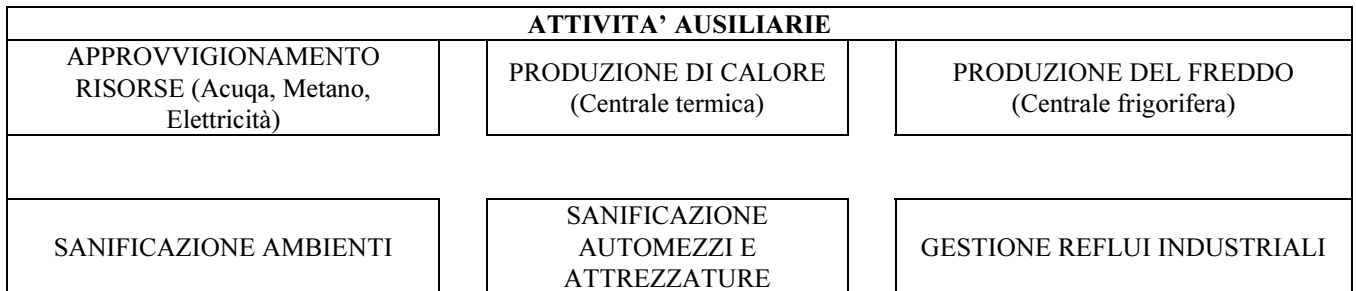 ATTIVITA’ AUSILIARIE
APPROVVIGIONAMENTO
RISORSE (Acuqa, Metano,
Elettricità)
PRODUZIONE DI CALORE
(Centrale termica)
PRODUZIONE DEL FREDDO
(Centrale frigorifera)
SANIFICAZIONE AMBIENTI
SANIFICAZIONE
AUTOMEZZI E
ATTREZZATURE
GESTIONE REFLUI INDUSTRIALI